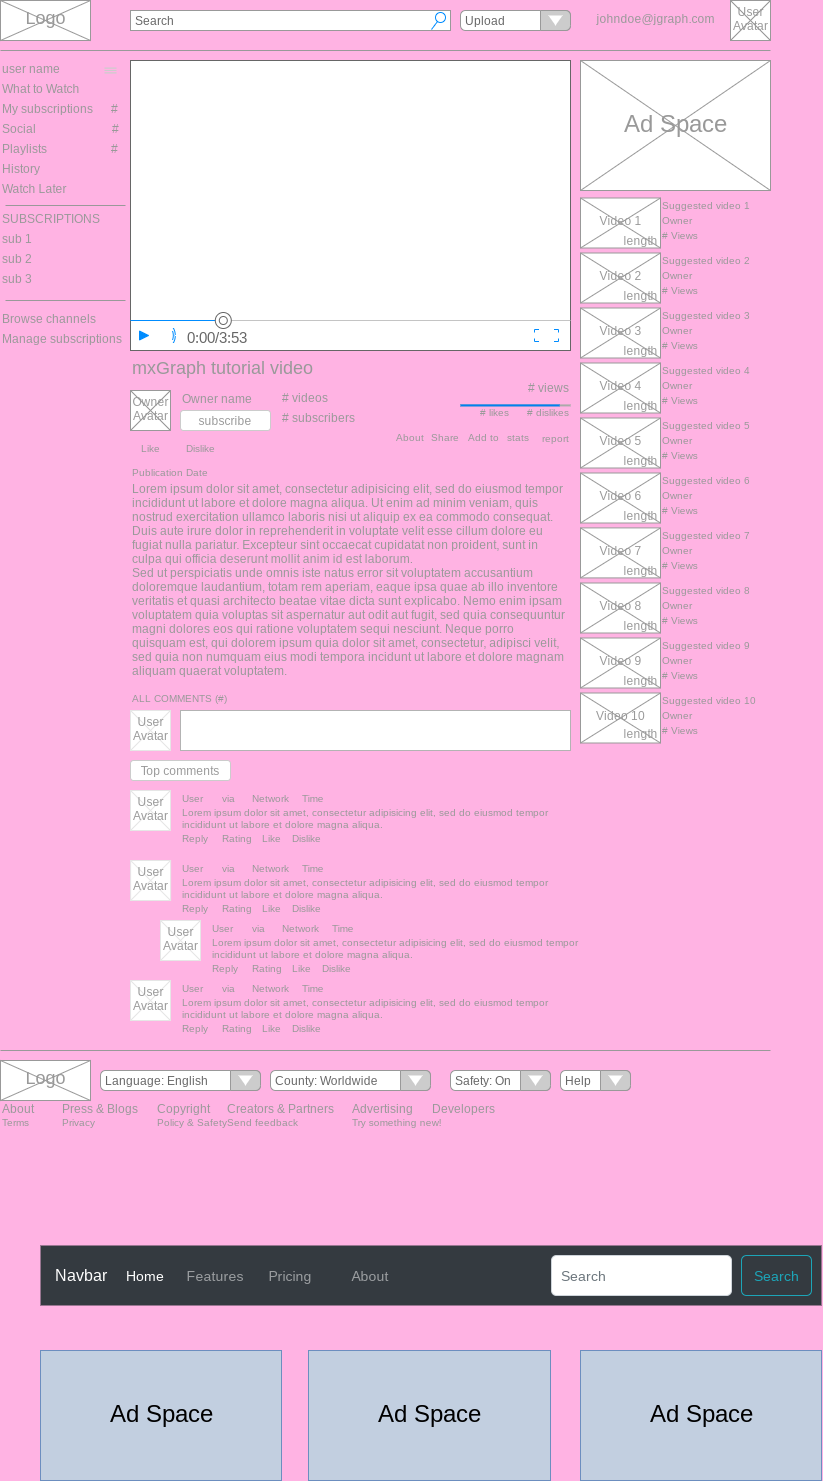 Logo
Search
Upload
johndoe@jgraph.com
User
Avatar
user name
What to Watch
My subscriptions #
Social #
Playlists #
History
Watch Later
SUBSCRIPTIONS
sub 1
sub 2
sub 3
Browse channels
Manage subscriptions
0:00/3:53
mxGraph tutorial video
Owner
Avatar
Owner name
subscribe
# videos
# subscribers
# views
# likes # dislikes
Like Dislike
About Share Add to stats report
Publication Date
Lorem ipsum dolor sit amet, consectetur adipisicing elit, sed do eiusmod tempor
incididunt ut labore et dolore magna aliqua. Ut enim ad minim veniam, quis
nostrud exercitation ullamco laboris nisi ut aliquip ex ea commodo consequat.
Duis aute irure dolor in reprehenderit in voluptate velit esse cillum dolore eu
fugiat nulla pariatur. Excepteur sint occaecat cupidatat non proident, sunt in
culpa qui officia deserunt mollit anim id est laborum.
Sed ut perspiciatis unde omnis iste natus error sit voluptatem accusantium
doloremque laudantium, totam rem aperiam, eaque ipsa quae ab illo inventore
veritatis et quasi architecto beatae vitae dicta sunt explicabo. Nemo enim ipsam
voluptatem quia voluptas sit aspernatur aut odit aut fugit, sed quia consequuntur
magni dolores eos qui ratione voluptatem sequi nesciunt. Neque porro
quisquam est, qui dolorem ipsum quia dolor sit amet, consectetur, adipisci velit,
sed quia non numquam eius modi tempora incidunt ut labore et dolore magnam
aliquam quaerat voluptatem.
ALL COMMENTS (#)
User
Avatar
Top comments
User
Avatar
User via Network Time
Lorem ipsum dolor sit amet, consectetur adipisicing elit, sed do eiusmod tempor
incididunt ut labore et dolore magna aliqua.
Reply Rating Like Dislike
User
Avatar
User via Network Time
Lorem ipsum dolor sit amet, consectetur adipisicing elit, sed do eiusmod tempor
incididunt ut labore et dolore magna aliqua.
Reply Rating Like Dislike
User
Avatar
User via Network Time
Lorem ipsum dolor sit amet, consectetur adipisicing elit, sed do eiusmod tempor
incididunt ut labore et dolore magna aliqua.
Reply Rating Like Dislike
User
Avatar
User via Network Time
Lorem ipsum dolor sit amet, consectetur adipisicing elit, sed do eiusmod tempor
incididunt ut labore et dolore magna aliqua.
Reply Rating Like Dislike
Ad Space
Video 1
length
Suggested video 1
Owner
# Views
Video 2
length
Suggested video 2
Owner
# Views
Video 3
length
Suggested video 3
Owner
# Views
Video 4
length
Suggested video 4
Owner
# Views
Video 5
length
Suggested video 5
Owner
# Views
Video 6
length
Suggested video 6
Owner
# Views
Video 7
length
Suggested video 7
Owner
# Views
Video 8
length
Suggested video 8
Owner
# Views
Video 9
length
Suggested video 9
Owner
# Views
Video 10
length
Suggested video 10
Owner
# Views
Logo
Language: English
County: Worldwide
Safety: On
Help
About Press & Blogs Copyright Creators & Partners Advertising Developers
Terms Privacy Policy & Safety Send feedback Try something new!
Navbar Home Features Pricing About Search Search
Ad Space Ad Space Ad Space